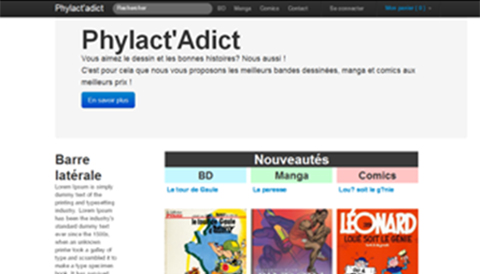 Phylact'adict Rechercher BD Manga Comics Contact Se connecter Mon panier ( 0 )
Phylact'Adict
Vous aimez le dessin et les bonnes histoires? Nous aussi !
C'est pour cela que nous vous proposons les meilleurs bandes dessinées, manga et comics aux
meilleurs prix !
En savoir plus
Barre
latérale
Lorem Ipsum is simply
dummy text of the
printing and typesetting
industry. Lorem Ipsum
has been the industry's
standard dummy text
ever since the 1500s,
when an unknown
printer took a galley of
type and scrambled it to
make a type specimen
Nouveautés
BD Manga Comics
Le tour de Gaule La paresse Lou? soit le g?nie
le tour de Gaule
d'Astérix
LÉONARD
LOUÉ SOIT LE GÉNIE